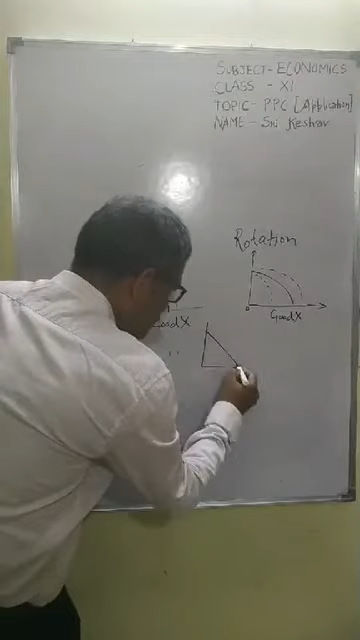 SUBJECT - ECONOMICS
CLASS - XI
TOPIC - PPC [Application]
NAME - Sri Keshav
Rotation
Good X
Good X